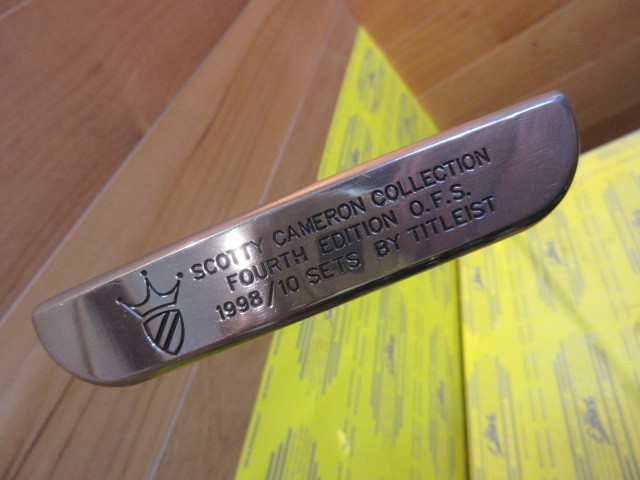 SCOTTY CAMERON COLLECTION
FOURTH EDITION O.F.S.
1998/10 SETS BY TITLEIST